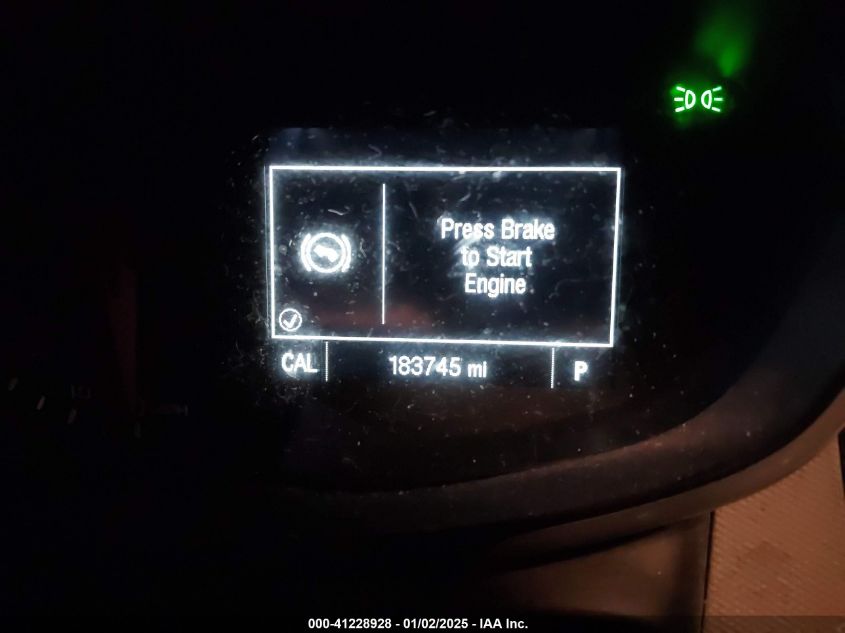 Press Brake
to Start
Engine
CAL 183745 mi P
000-41228928 - 01/02/2025 - IAA Inc.